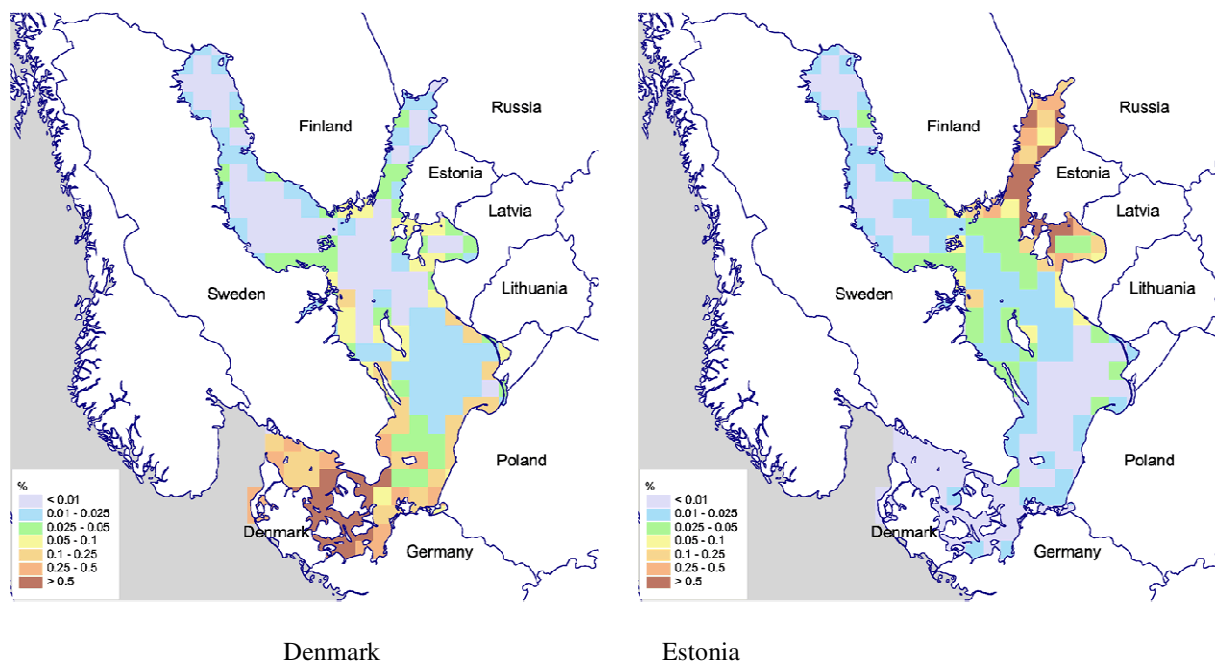 Russia
Finland
Estonia
Latvia
Lithuania
Sweden
Poland
Denmark
Germany
%
< 0.01
0.01 - 0.025
0.025 - 0.05
0.05 - 0.1
0.1 - 0.25
0.25 - 0.5
> 0.5
Russia
Finland
Estonia
Latvia
Lithuania
Sweden
Poland
Denmark
Germany
%
< 0.01
0.01 - 0.025
0.025 - 0.05
0.05 - 0.1
0.1 - 0.25
0.25 - 0.5
> 0.5
Denmark
Estonia